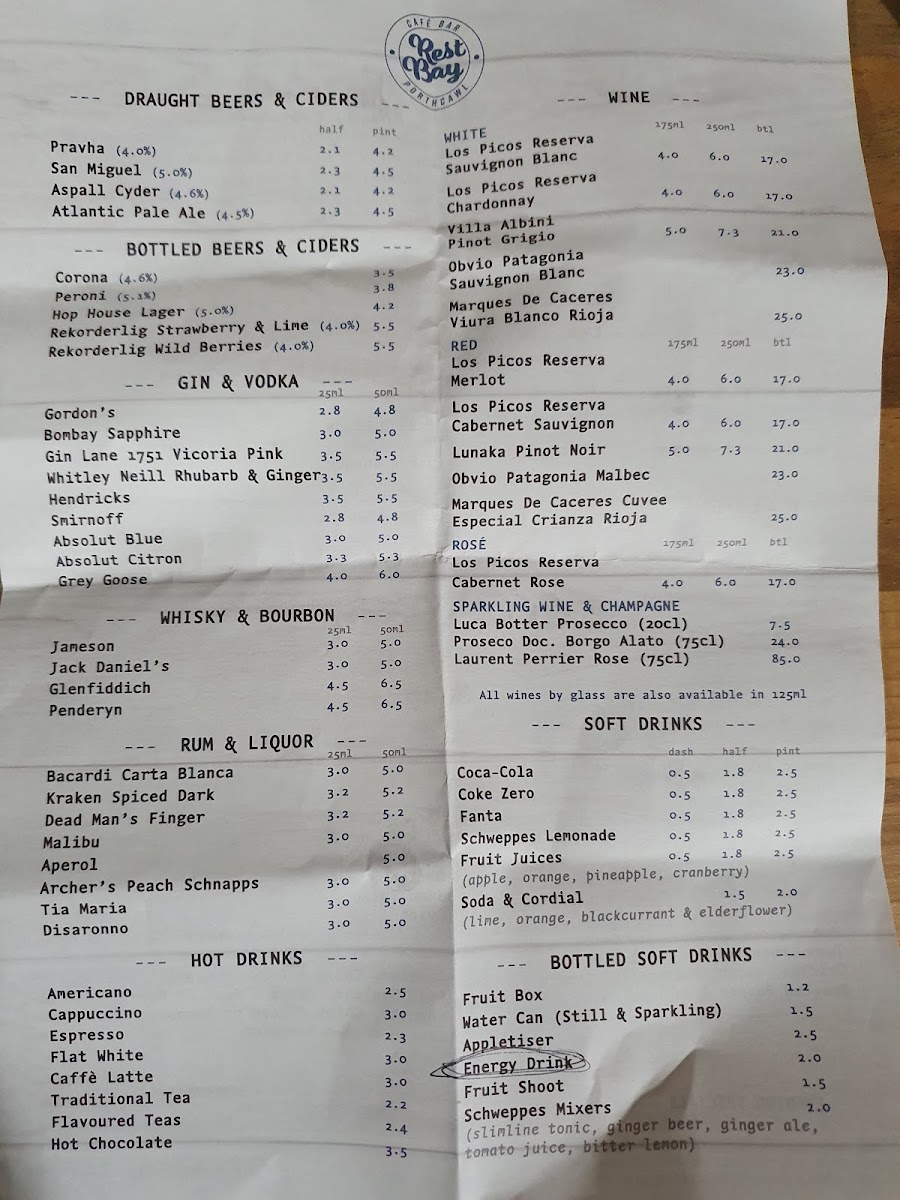 CAFÉ BAR
Rest
Bay
PORTHCAWL
--- DRAUGHT BEERS & CIDERS ---
half pint
Pravha (4.0%) 2.1 4.2
San Miguel (5.0%) 2.3 4.5
Aspall Cyder (4.6%) 2.1 4.2
Atlantic Pale Ale (4.5%) 2.3 4.5
--- BOTTLED BEERS & CIDERS ---
Corona (4.6%) 3.5
Peroni (5.1%) 3.8
Hop House Lager (5.0%) 4.2
Rekorderlig Strawberry & Lime (4.0%) 5.5
Rekorderlig Wild Berries (4.0%) 5.5
--- GIN & VODKA ---
25ml 50ml
Gordon's 2.8 4.8
Bombay Sapphire 3.0 5.0
Gin Lane 1751 Vicoria Pink 3.5 5.5
Whitley Neill Rhubarb & Ginger 3.5 5.5
Hendricks 3.5 5.5
Smirnoff 2.8 4.8
Absolut Blue 3.0 5.0
Absolut Citron 3.3 5.3
Grey Goose 4.0 6.0
--- WHISKY & BOURBON ---
25ml 50ml
Jameson 3.0 5.0
Jack Daniel's 3.0 5.0
Glenfiddich 4.5 6.5
Penderyn 4.5 6.5
--- RUM & LIQUOR ---
25ml 50ml
Bacardi Carta Blanca 3.0 5.0
Kraken Spiced Dark 3.2 5.2
Dead Man's Finger 3.2 5.2
Malibu 3.0 5.0
Aperol 5.0
Archer's Peach Schnapps 3.0 5.0
Tia Maria 3.0 5.0
Disaronno 3.0 5.0
--- HOT DRINKS ---
Americano 2.5
Cappuccino 3.0
Espresso 2.3
Flat White 3.0
Caffè Latte 3.0
Traditional Tea 2.2
Flavoured Teas 2.4
Hot Chocolate 3.5
--- WINE ---
WHITE 175ml 250ml btl
Los Picos Reserva
Sauvignon Blanc 4.0 6.0 17.0
Los Picos Reserva
Chardonnay 4.0 6.0 17.0
Villa Albini
Pinot Grigio 5.0 7.3 21.0
Obvio Patagonia
Sauvignon Blanc 23.0
Marques De Caceres
Viura Blanco Rioja 25.0
RED 175ml 250ml btl
Los Picos Reserva
Merlot 4.0 6.0 17.0
Los Picos Reserva
Cabernet Sauvignon 4.0 6.0 17.0
Lunaka Pinot Noir 5.0 7.3 21.0
Obvio Patagonia Malbec 23.0
Marques De Caceres Cuvee
Especial Crianza Rioja 25.0
ROSÉ 175ml 250ml btl
Los Picos Reserva
Cabernet Rose 4.0 6.0 17.0
SPARKLING WINE & CHAMPAGNE
Luca Botter Prosecco (20cl) 7.5
Proseco Doc. Borgo Alato (75cl) 24.0
Laurent Perrier Rose (75cl) 85.0
All wines by glass are also available in 125ml
--- SOFT DRINKS ---
dash half pint
Coca-Cola 0.5 1.8 2.5
Coke Zero 0.5 1.8 2.5
Fanta 0.5 1.8 2.5
Schweppes Lemonade 0.5 1.8 2.5
Fruit Juices 0.5 1.8 2.5
(apple, orange, pineapple, cranberry)
Soda & Cordial 1.5 2.0
(lime, orange, blackcurrant & elderflower)
--- BOTTLED SOFT DRINKS ---
Fruit Box 1.2
Water Can (Still & Sparkling) 1.5
Appletiser 2.5
Energy Drink 2.0
Fruit Shoot 1.5
Schweppes Mixers 2.0
(slimline tonic, ginger beer, ginger ale,
tomato juice, bitter lemon)